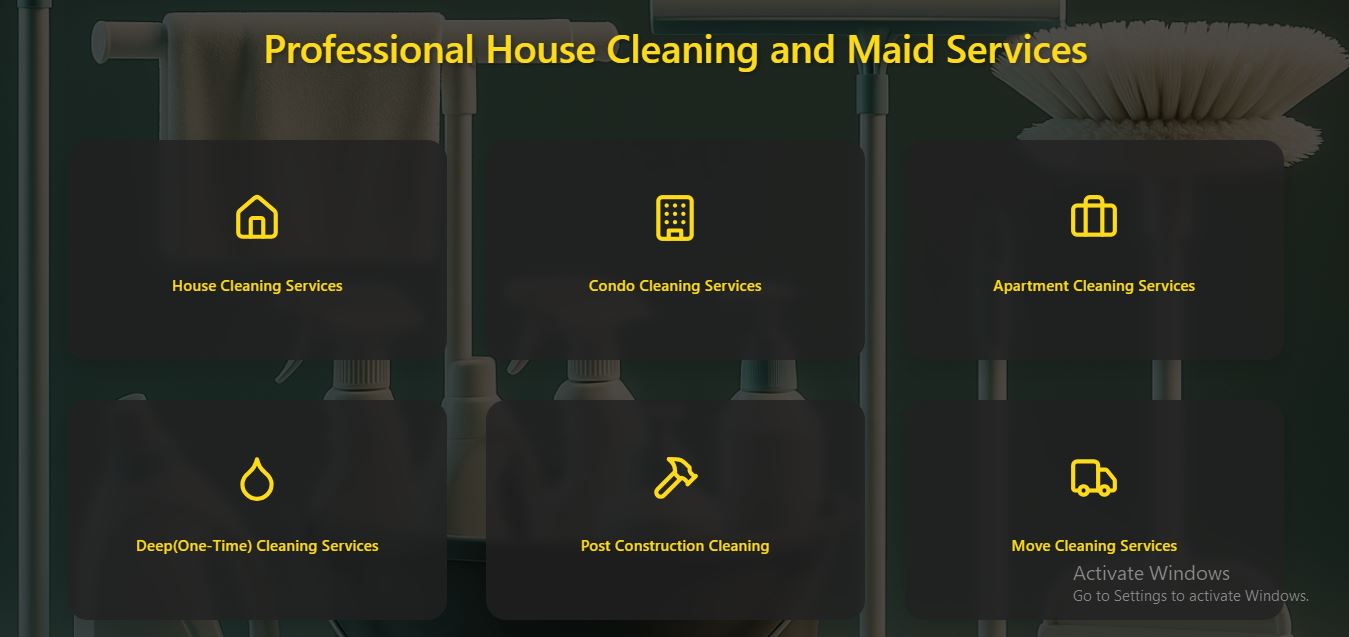 Professional House Cleaning and Maid Services
House Cleaning Services
Condo Cleaning Services
Apartment Cleaning Services
Deep(One-Time) Cleaning Services
Post Construction Cleaning
Move Cleaning Services
Activate Windows
Go to Settings to activate Windows.